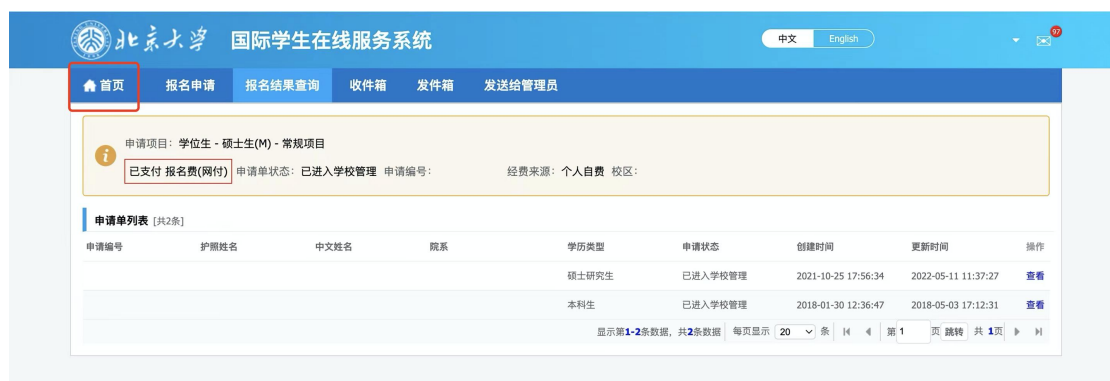 北京大学 国际学生在线服务系统 中文 English 97
首页 报名申请 报名结果查询 收件箱 发件箱 发送给管理员
申请项目：学位生 - 硕士生(M) - 常规项目
已支付 报名费(网付) 申请单状态：已进入学校管理 申请编号： 经费来源：个人自费 校区：
申请单列表 [共2条]
申请编号 护照姓名 中文姓名 院系 学历类型 申请状态 创建时间 更新时间 操作
硕士研究生 已进入学校管理 2021-10-25 17:56:34 2022-05-11 11:37:27 查看
本科生 已进入学校管理 2018-01-30 12:36:47 2018-05-03 17:12:31 查看
显示第1-2条数据，共2条数据 每页显示 20 条 第 1 页 跳转 共 1页